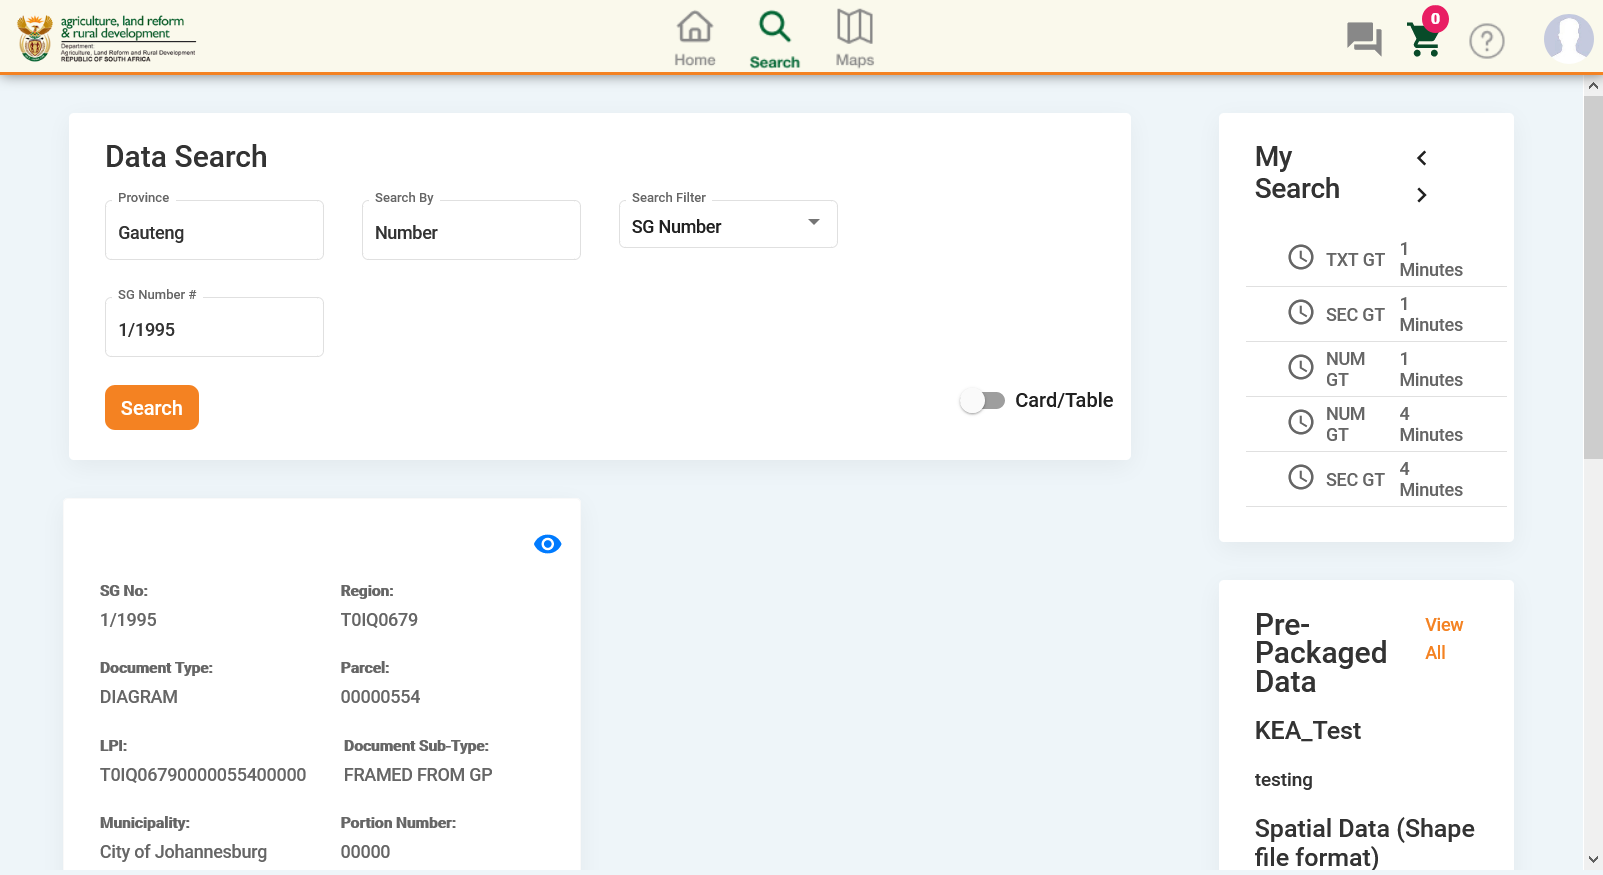 agriculture, land reform
& rural development
Department:
Agriculture, Land Reform and Rural Development
REPUBLIC OF SOUTH AFRICA
Home
Search
Maps
0
?
Data Search
Province
Gauteng
Search By
Number
Search Filter
SG Number
SG Number #
1/1995
Search
Card/Table
SG No:
1/1995
Region:
T0IQ0679
Document Type:
DIAGRAM
Parcel:
00000554
LPI:
T0IQ06790000055400000
Document Sub-Type:
FRAMED FROM GP
Municipality:
City of Johannesburg
Portion Number:
00000
My
Search
TXT GT
1
Minutes
SEC GT
1
Minutes
NUM
GT
1
Minutes
NUM
GT
4
Minutes
SEC GT
4
Minutes
Pre-
Packaged
Data
View
All
KEA_Test
testing
Spatial Data (Shape
file format)